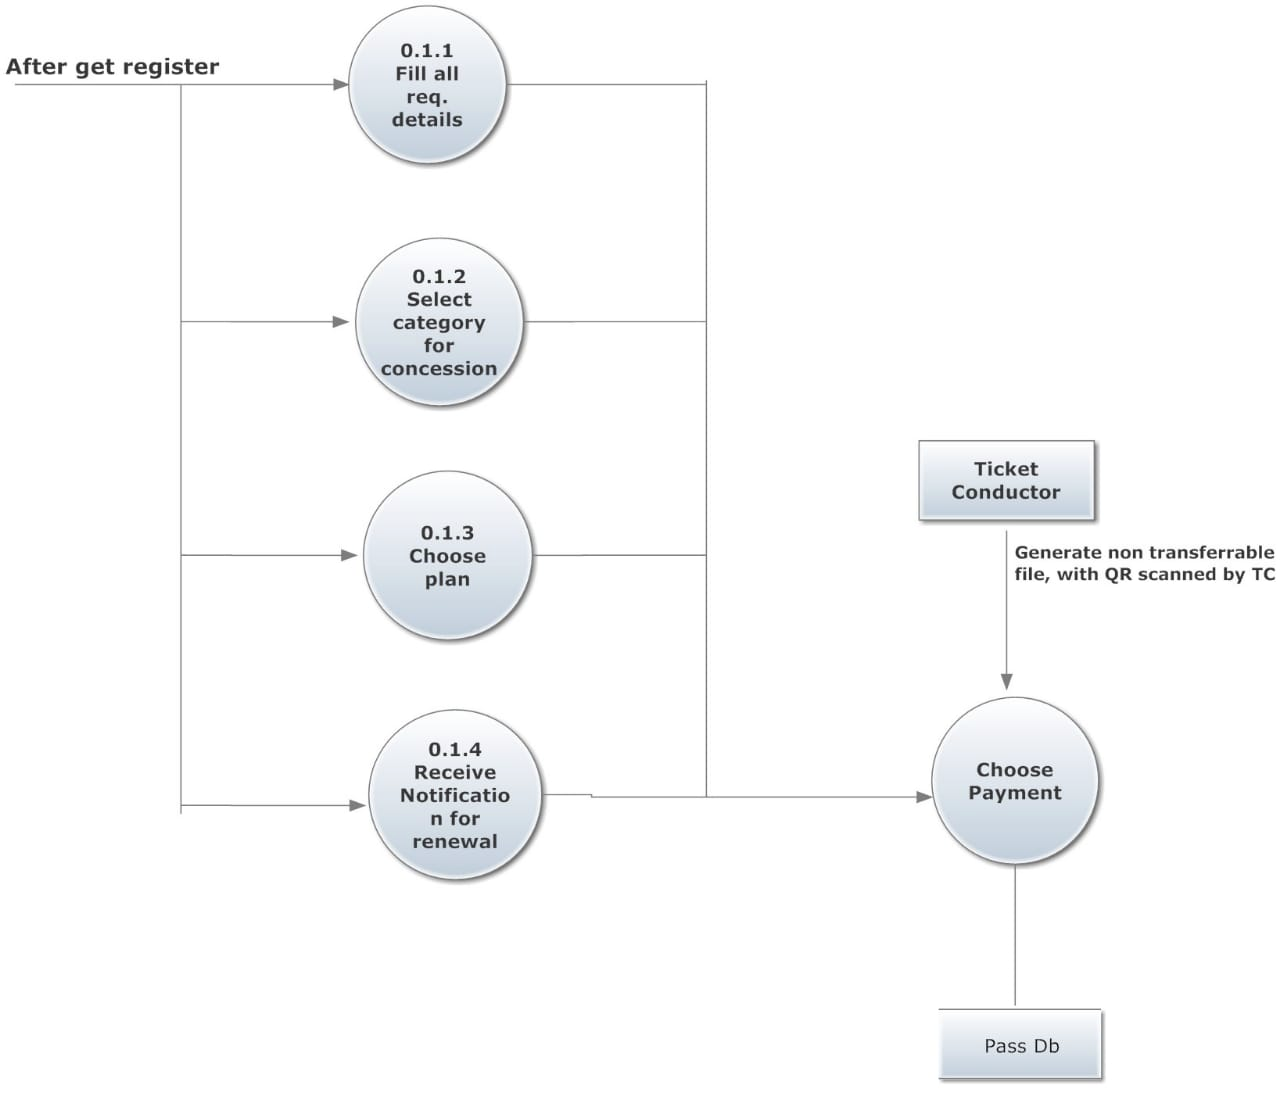 After get register
0.1.1
Fill all
req.
details
0.1.2
Select
category
for
concession
0.1.3
Choose
plan
0.1.4
Receive
Notificatio
n for
renewal
Ticket
Conductor
Generate non transferrable
file, with QR scanned by TC
Choose
Payment
Pass Db